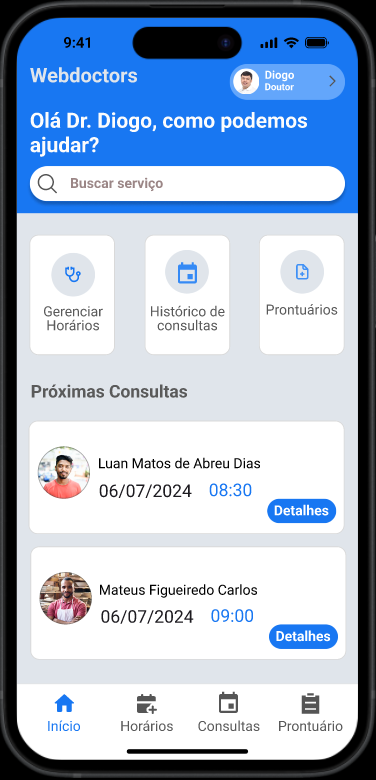 9:41
Webdoctors
Diogo
Doutor
Olá Dr. Diogo, como podemos
ajudar?
Buscar serviço
Gerenciar
Horários
Histórico de
consultas
Prontuários
Próximas Consultas
Luan Matos de Abreu Dias
06/07/2024 08:30
Detalhes
Mateus Figueiredo Carlos
06/07/2024 09:00
Detalhes
Início Horários Consultas Prontuário